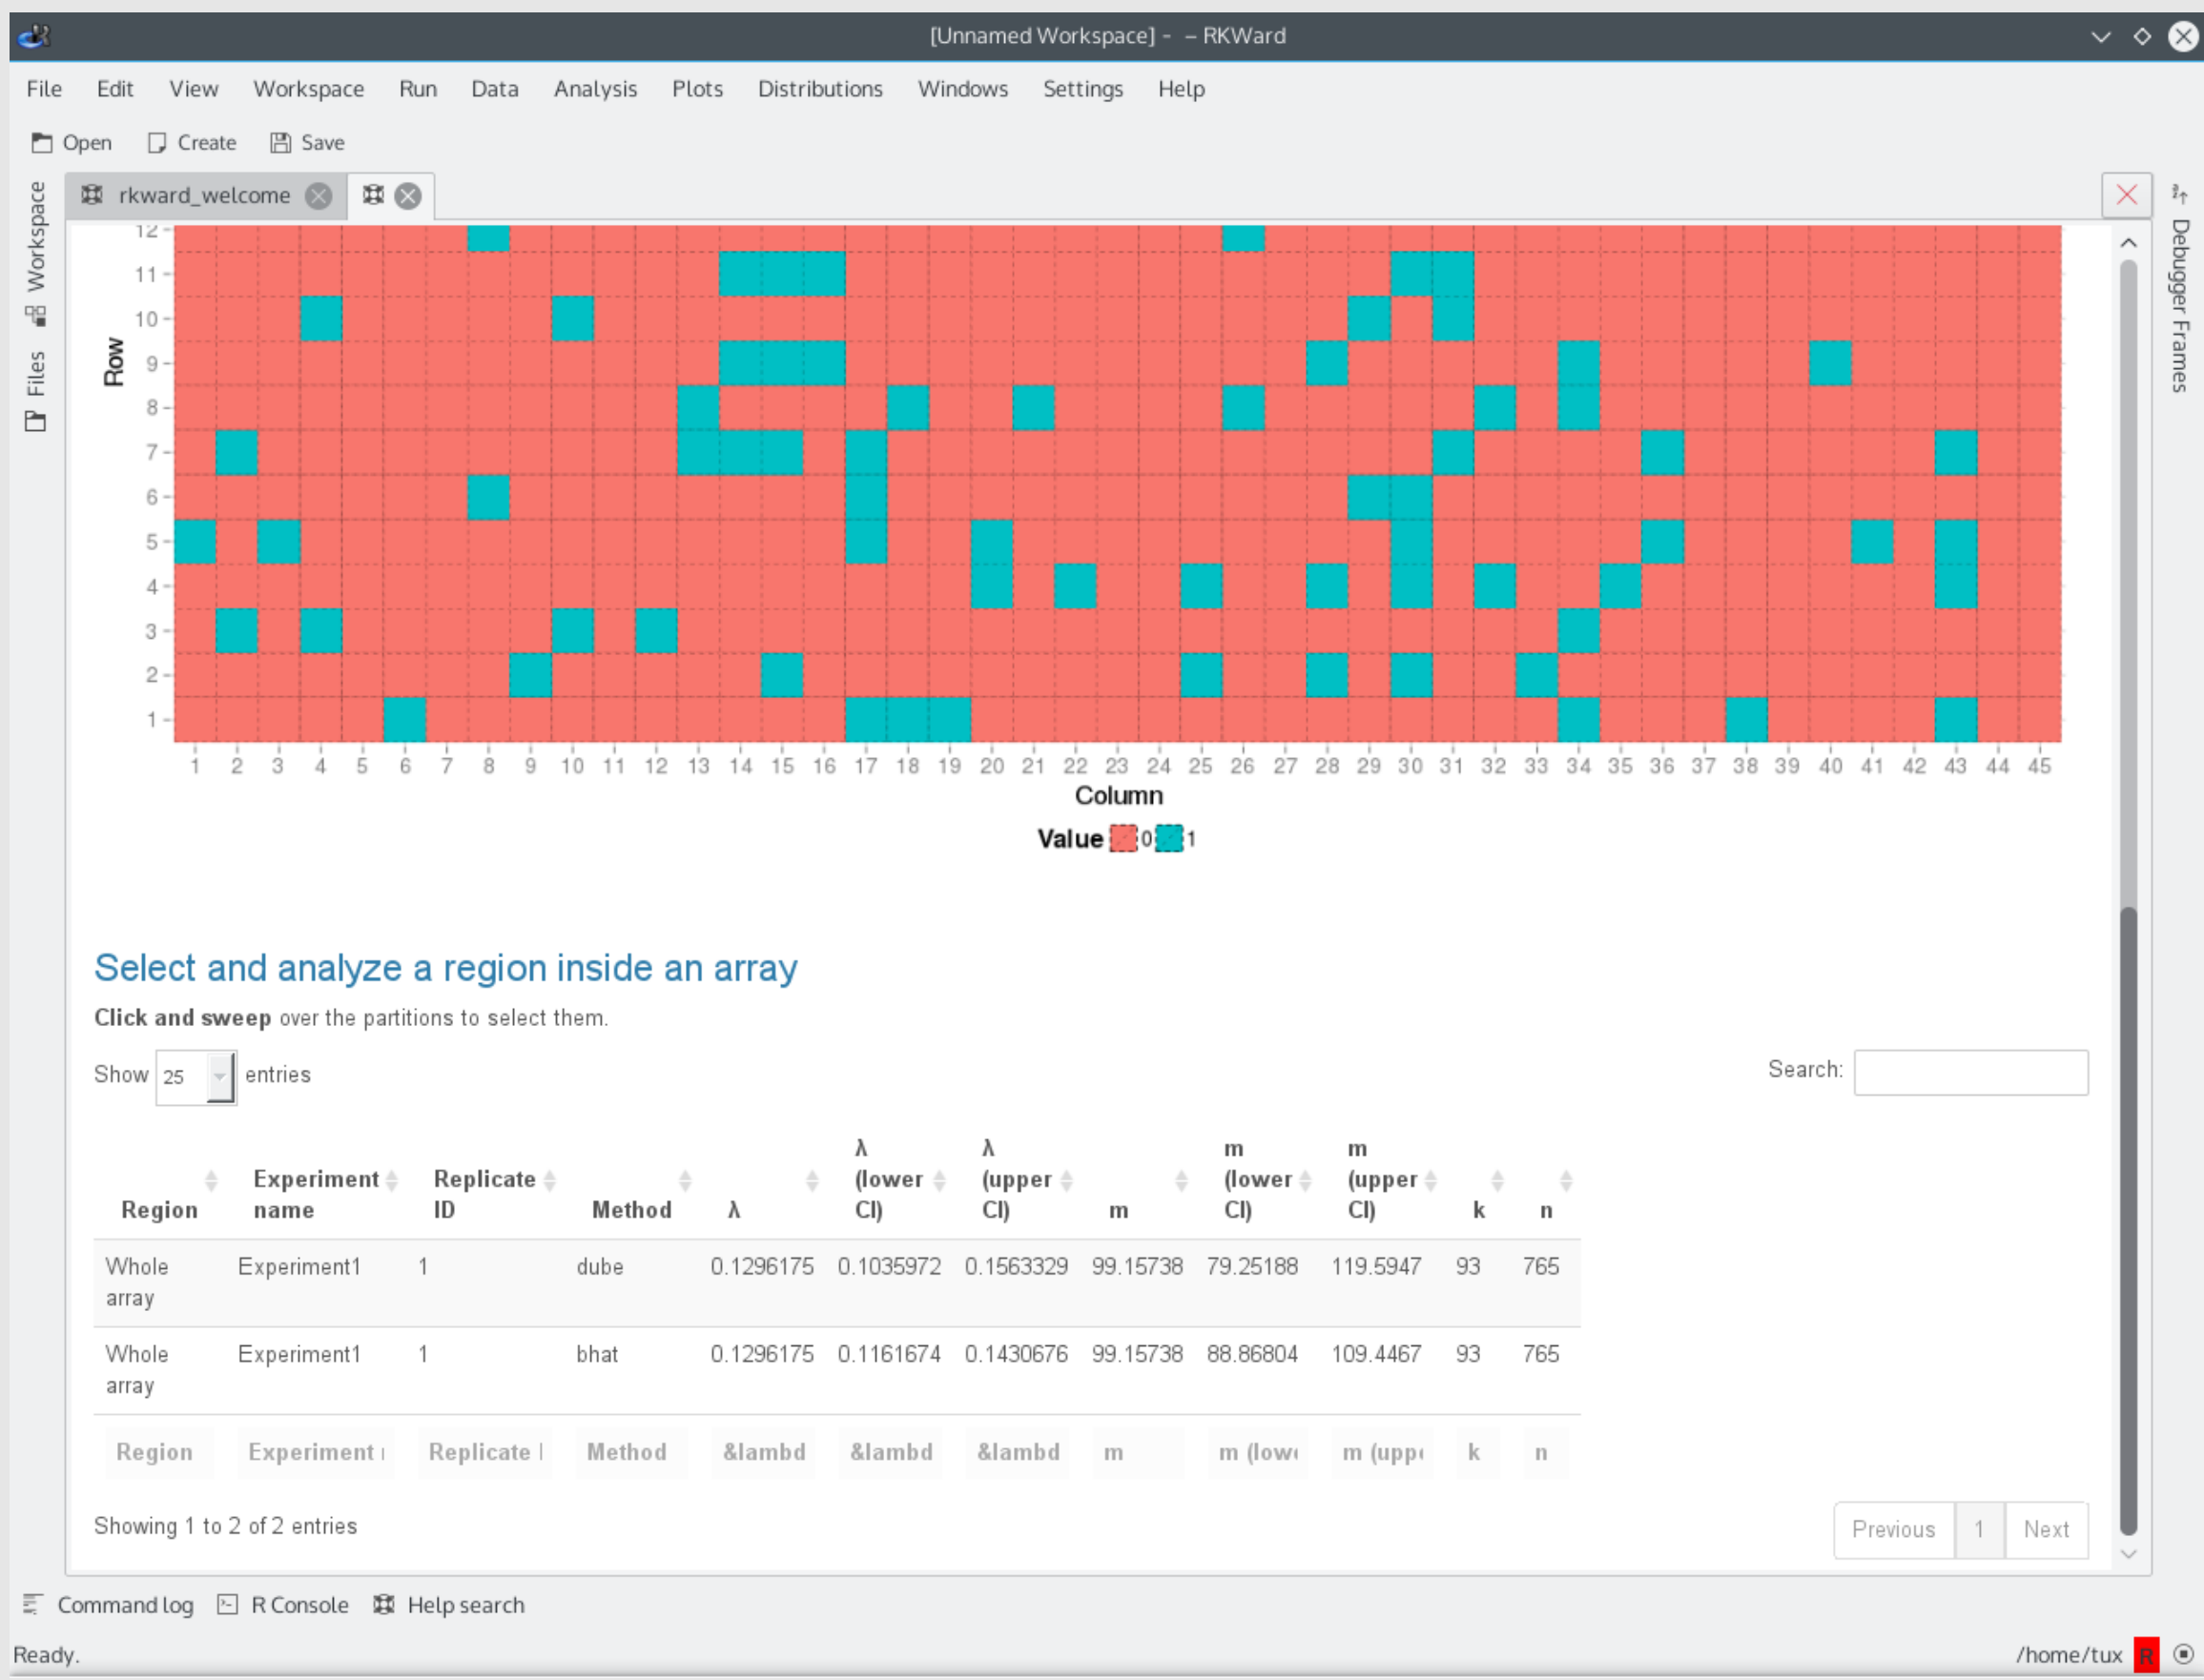 [Unnamed Workspace] - – RKWard
File Edit View Workspace Run Data Analysis Plots Distributions Windows Settings Help
Open Create Save
rkward_welcome
Workspace
Files
Debugger Frames
Row
12
11
10
9
8
7
6
5
4
3
2
1
1 2 3 4 5 6 7 8 9 10 11 12 13 14 15 16 17 18 19 20 21 22 23 24 25 26 27 28 29 30 31 32 33 34 35 36 37 38 39 40 41 42 43 44 45
Column
Value 0 1
Select and analyze a region inside an array
Click and sweep over the partitions to select them.
Show 25 entries
Search:
Region Experiment name Replicate ID Method λ λ (lower CI) λ (upper CI) m m (lower CI) m (upper CI) k n
Whole array Experiment1 1 dube 0.1296175 0.1035972 0.1563329 99.15738 79.25188 119.5947 93 765
Whole array Experiment1 1 bhat 0.1296175 0.1161674 0.1430676 99.15738 88.86804 109.4467 93 765
Region Experiment Replicate Method &lambd &lambd &lambd m m (low m (upp k n
Showing 1 to 2 of 2 entries
Previous 1 Next
Command log R Console Help search
Ready.
/home/tux R